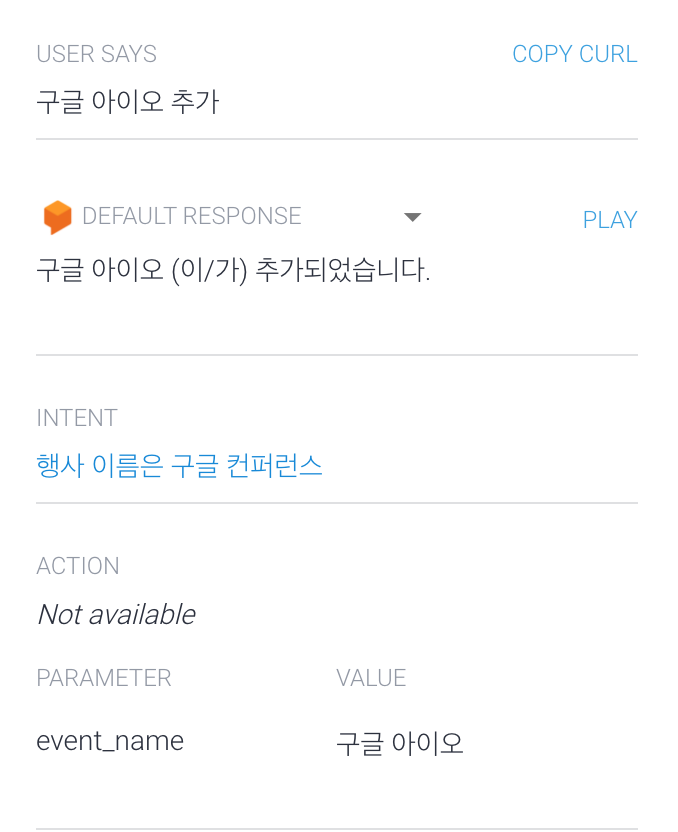 USER SAYS COPY CURL
구글 아이오 추가
DEFAULT RESPONSE PLAY
구글 아이오 (이/가) 추가되었습니다.
INTENT
행사 이름은 구글 컨퍼런스
ACTION
Not available
PARAMETER VALUE
event_name 구글 아이오